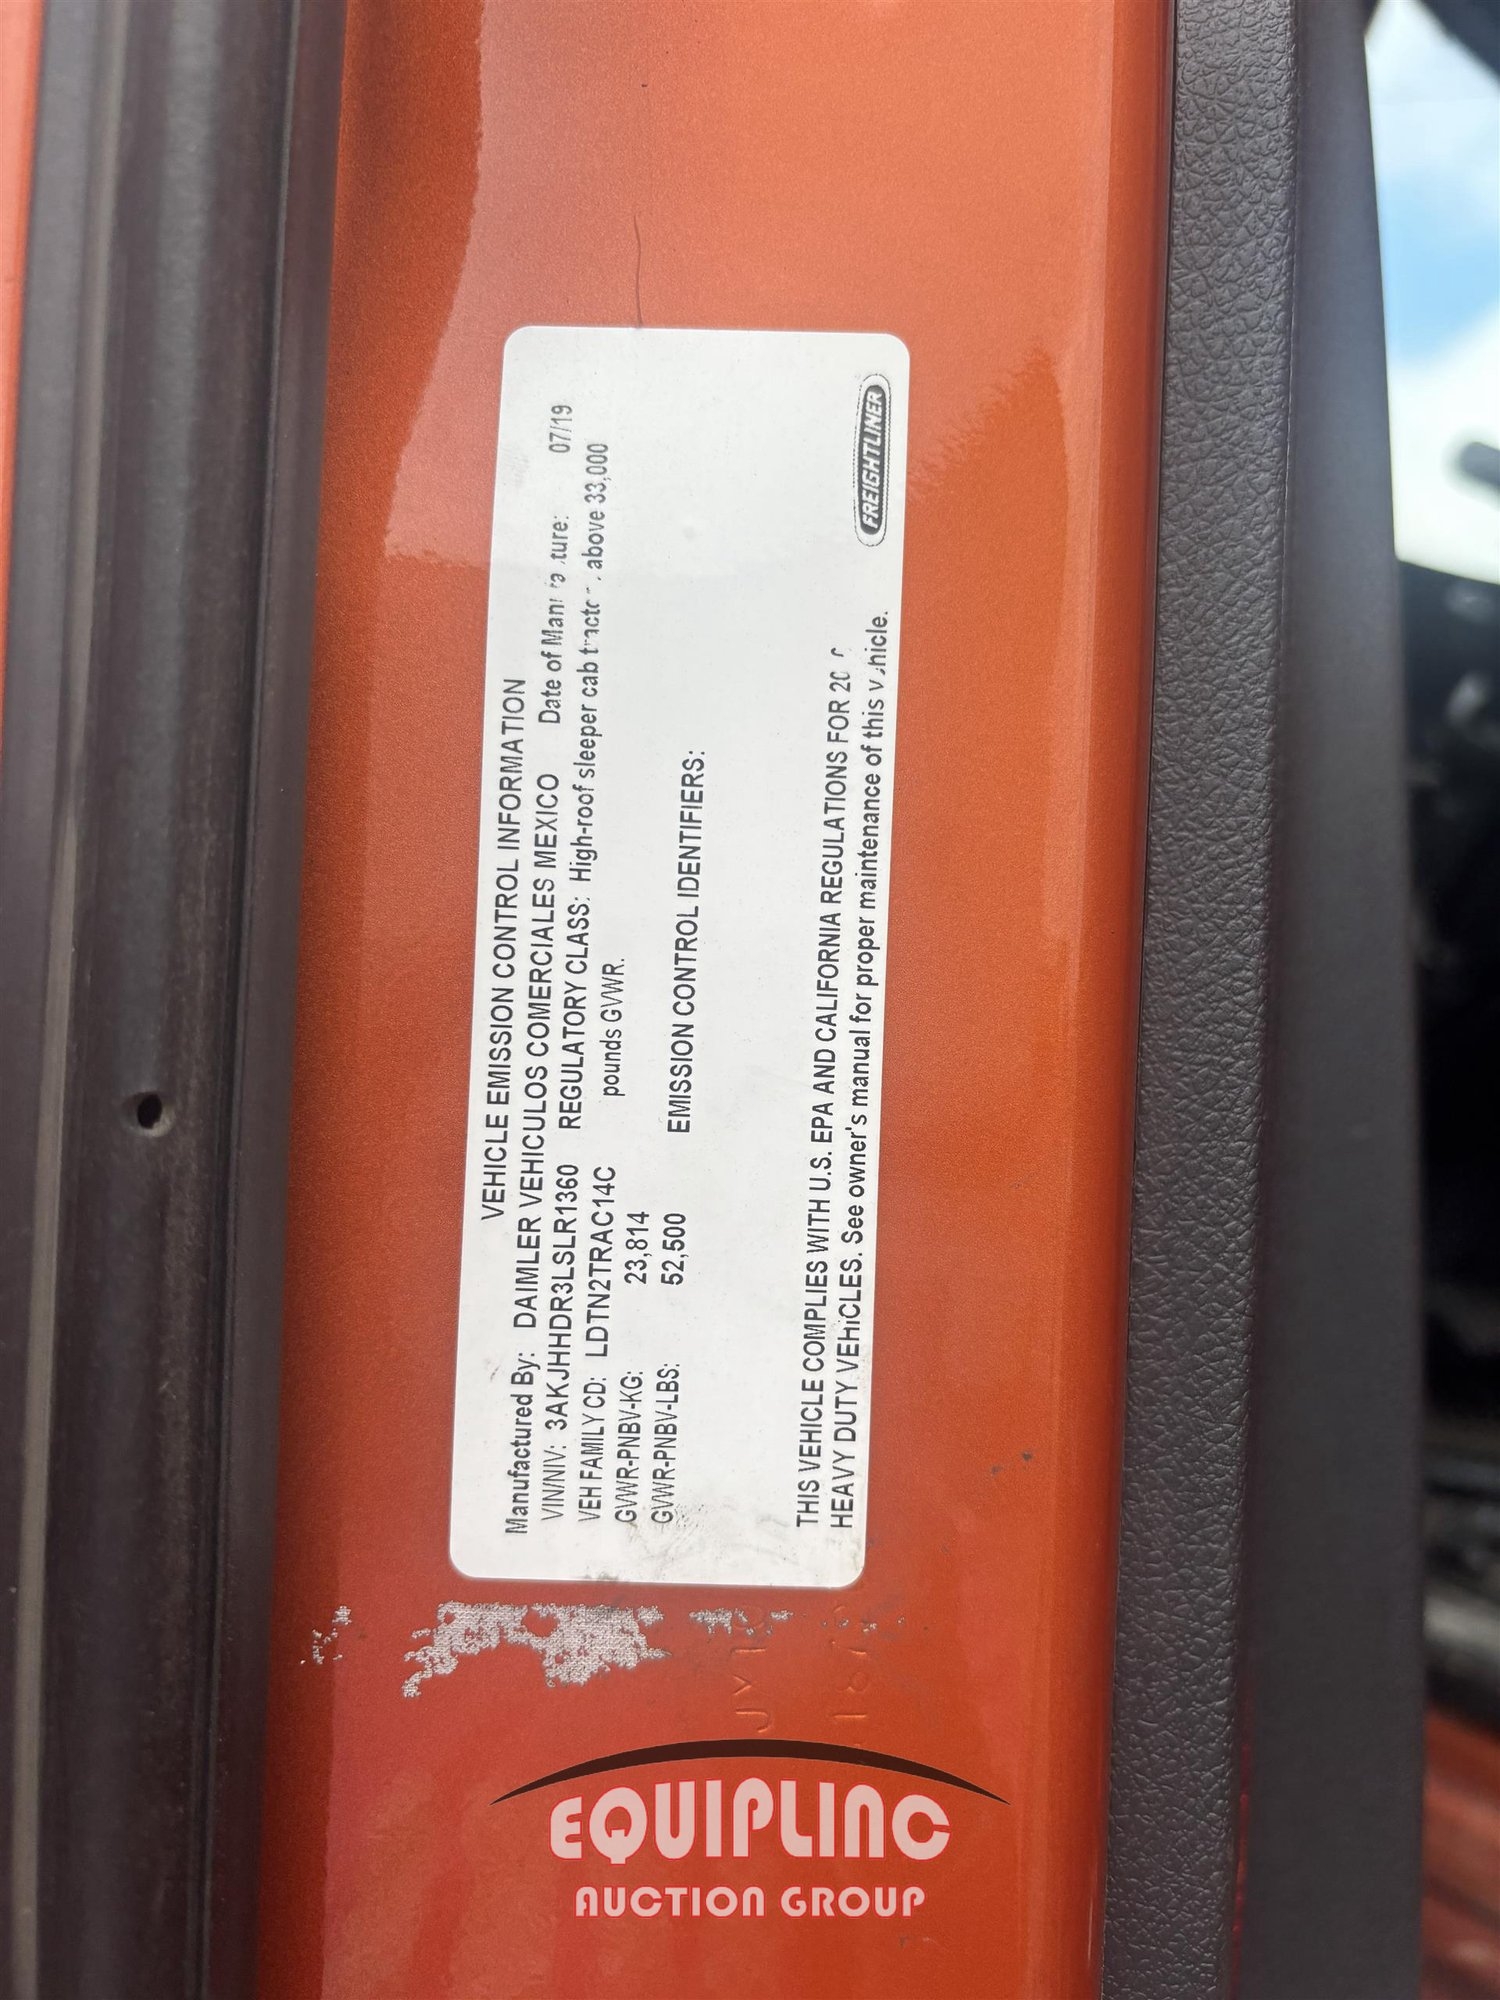 VEHICLE EMISSION CONTROL INFORMATION
Manufactured By: DAIMLER VEHICULOS COMERCIALES MEXICO Date of 07/19
VIN/NIV: 3AKJHHDR3LSLR1360 REGULATORY CLASS: High-roof sleeper cab above 33,000
VEH FAMILY CD: LDTN2TRAC14C pounds GVWR.
GVWR-PNBV-KG: 23,814
GVWR-PNBV-LBS: 52,500 EMISSION CONTROL IDENTIFIERS:
THIS VEHICLE COMPLIES WITH U.S. EPA AND CALIFORNIA REGULATIONS FOR
HEAVY DUTY VEHICLES. See owner's manual for proper maintenance of this
FREIGHTLINER
EQUIPLINC
AUCTION GROUP